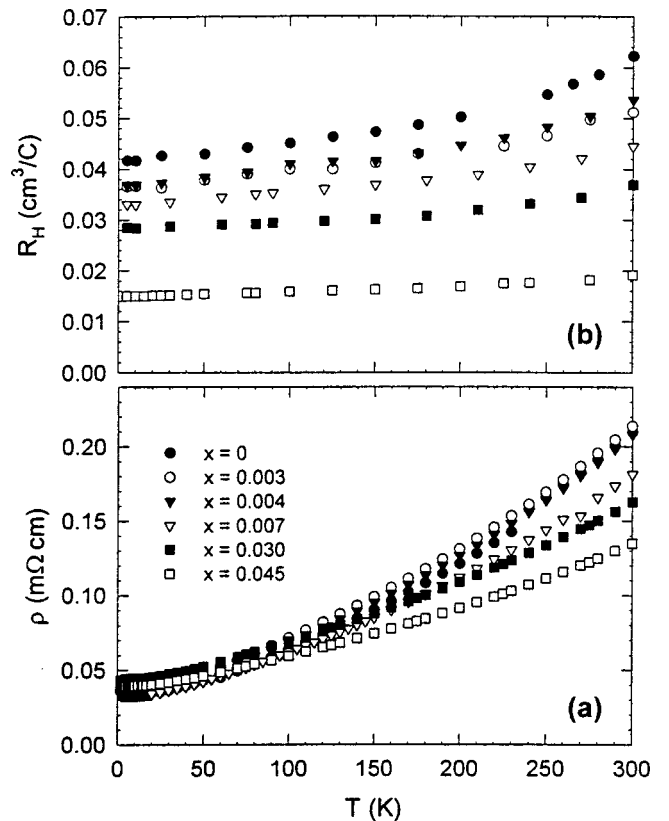 0.07
0.06
0.05
0.04
0.03
0.02
0.01
0.00
R_H (cm³/C)
(b)
0.20
0.15
0.10
0.05
0.00
ρ (mΩ cm)
x = 0
x = 0.003
x = 0.004
x = 0.007
x = 0.030
x = 0.045
(a)
0 50 100 150 200 250 300
T (K)